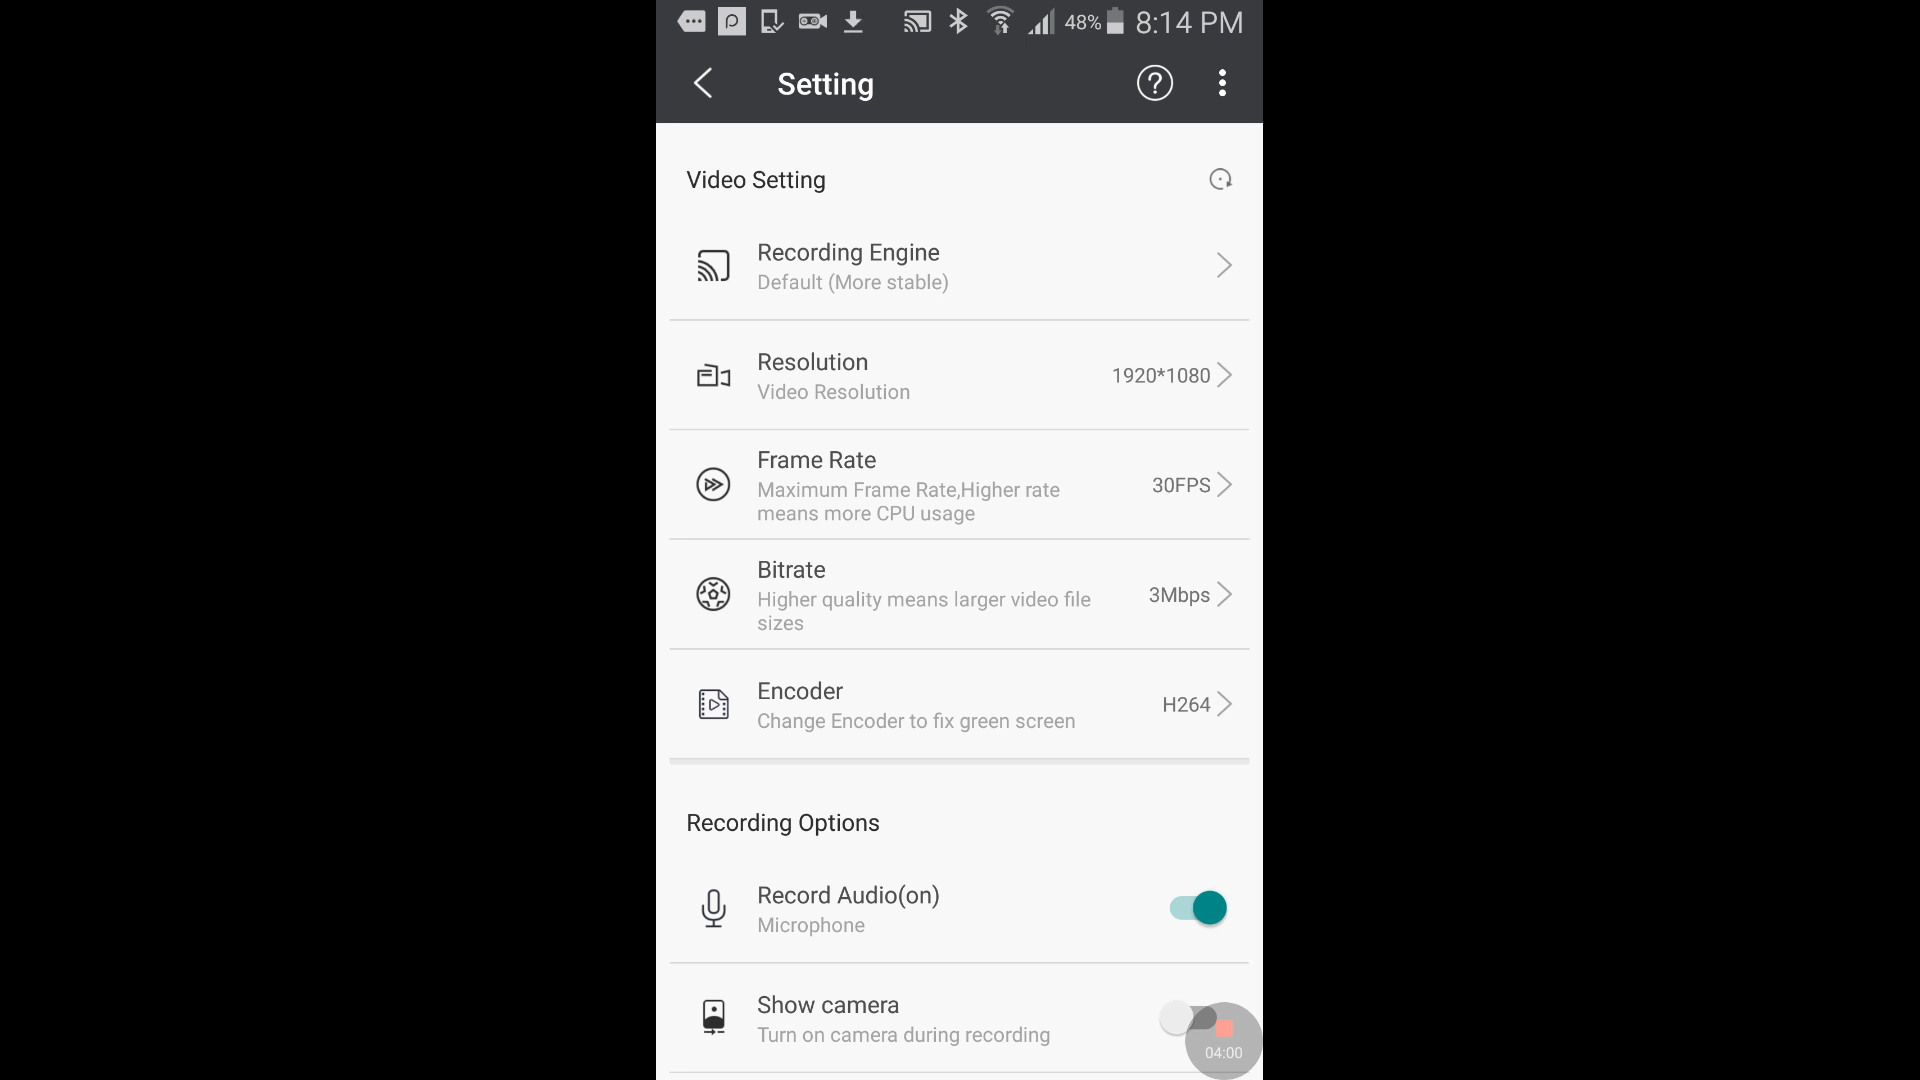 48% 8:14 PM
Setting
Video Setting
Recording Engine
Default (More stable)
Resolution
Video Resolution
1920*1080
Frame Rate
Maximum Frame Rate,Higher rate
means more CPU usage
30FPS
Bitrate
Higher quality means larger video file
sizes
3Mbps
Encoder
Change Encoder to fix green screen
H264
Recording Options
Record Audio(on)
Microphone
Show camera
Turn on camera during recording
04:00